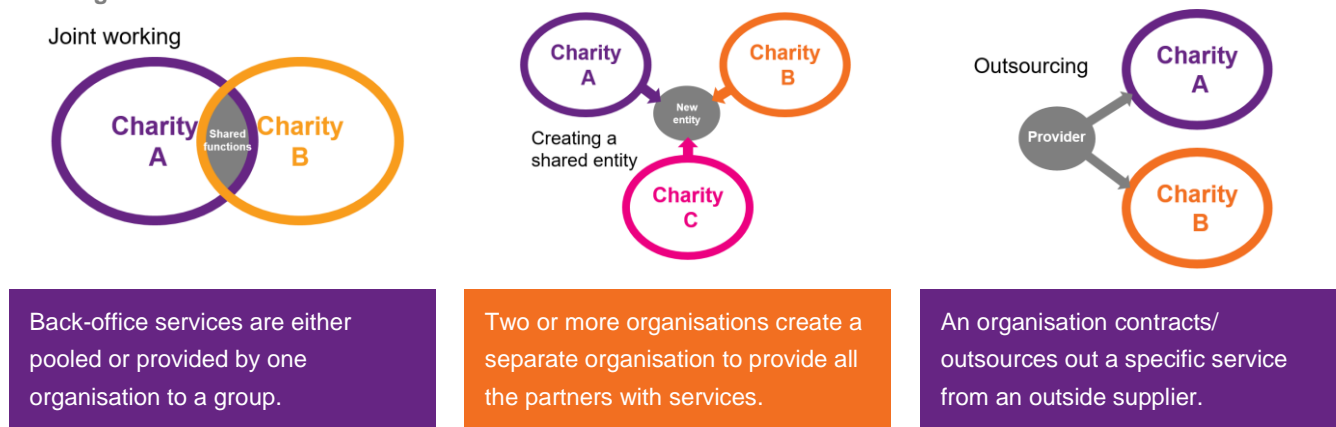 Joint working
Charity
A
Shared
functions
Charity
B
Back-office services are either
pooled or provided by one
organisation to a group.
Charity
A
Charity
B
New
entity
Creating a
shared entity
Charity
C
Two or more organisations create a
separate organisation to provide all
the partners with services.
Outsourcing
Charity
A
Provider
Charity
B
An organisation contracts/
outsources out a specific service
from an outside supplier.